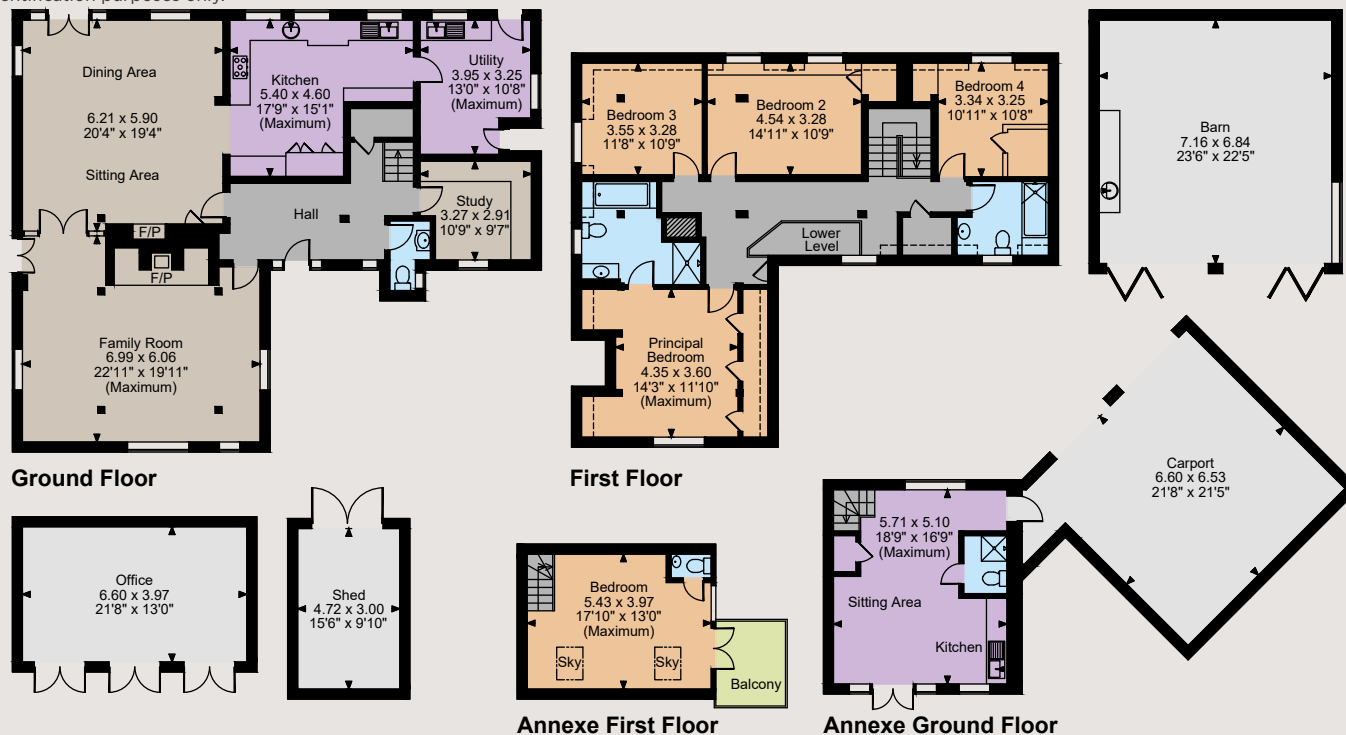 entification purposes only.
Dining Area
6.21 x 5.90
20'4" x 19'4"
Sitting Area
Kitchen
5.40 x 4.60
17'9" x 15'1"
(Maximum)
Utility
3.95 x 3.25
13'0" x 10'8"
(Maximum)
Study
3.27 x 2.91
10'9" x 9'7"
Hall
F/P
F/P
Family Room
6.99 x 6.06
22'11" x 19'11"
(Maximum)
Ground Floor
Bedroom 3
3.55 x 3.28
11'8" x 10'9"
Bedroom 2
4.54 x 3.28
14'11" x 10'9"
Bedroom 4
3.34 x 3.25
10'11" x 10'8"
Lower
Level
Principal
Bedroom
4.35 x 3.60
14'3" x 11'10"
(Maximum)
First Floor
Barn
7.16 x 6.84
23'6" x 22'5"
Carport
6.60 x 6.53
21'8" x 21'5"
Office
6.60 x 3.97
21'8" x 13'0"
Shed
4.72 x 3.00
15'6" x 9'10"
Bedroom
5.43 x 3.97
17'10" x 13'0"
(Maximum)
Sky
Sky
Balcony
Annexe First Floor
5.71 x 5.10
18'9" x 16'9"
(Maximum)
Sitting Area
Kitchen
Annexe Ground Floor